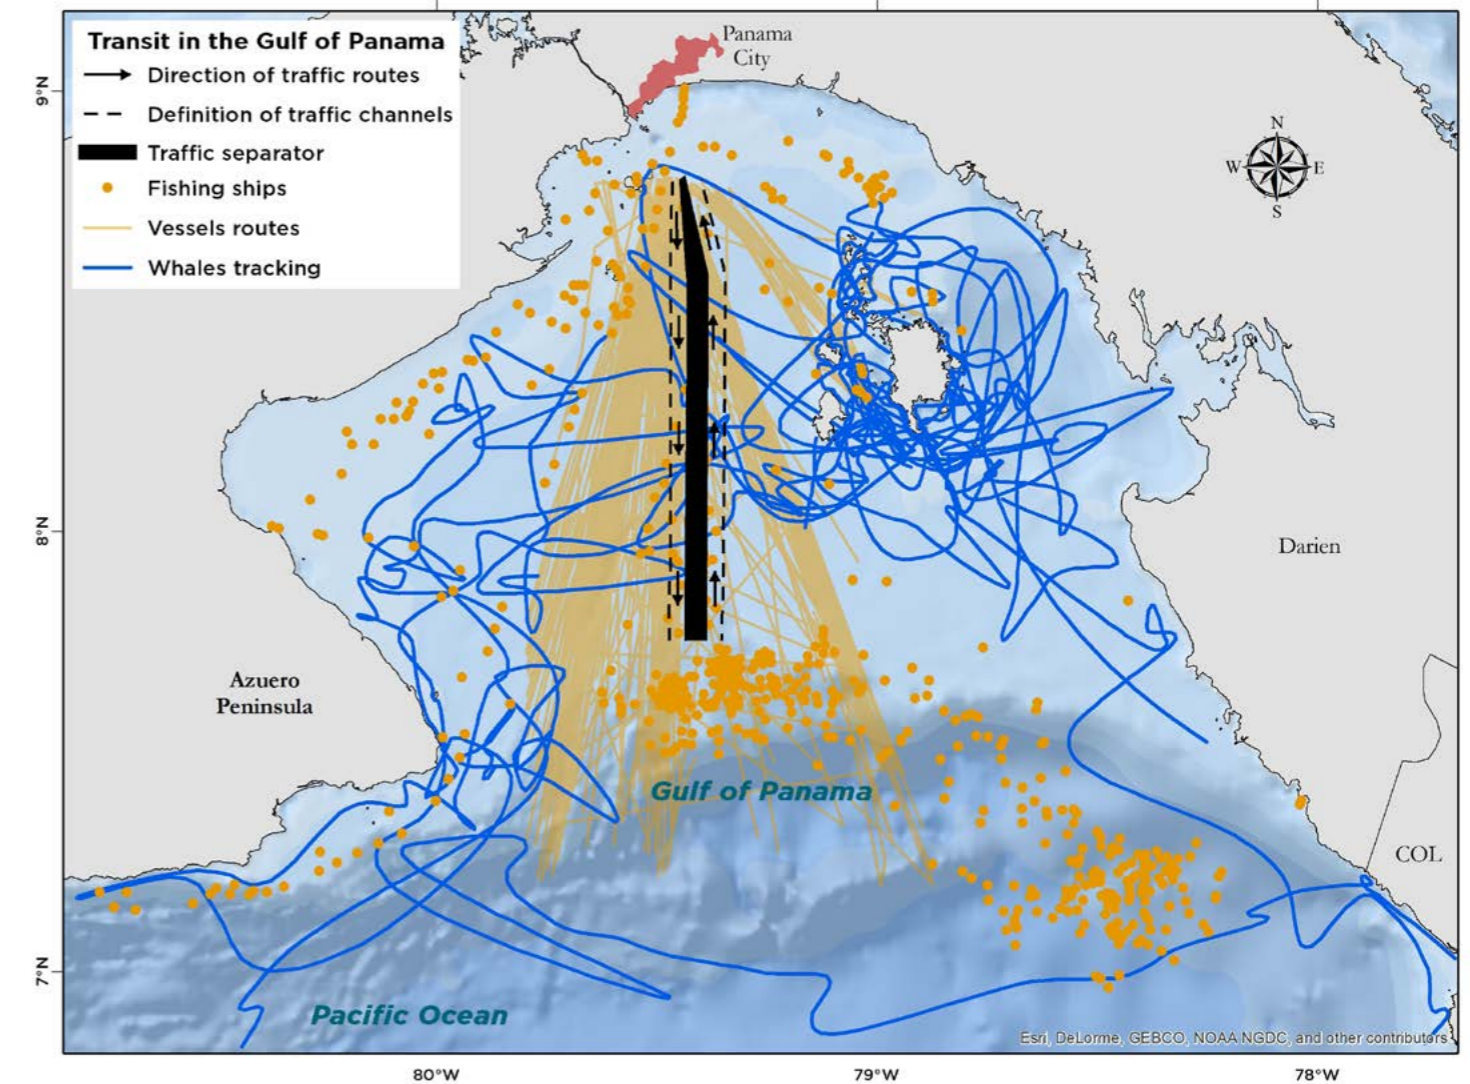 Transit in the Gulf of Panama
Direction of traffic routes
Definition of traffic channels
Traffic separator
Fishing ships
Vessels routes
Whales tracking
Panama
City
N
W
E
S
9°N
8°N
7°N
Darien
Azuero
Peninsula
Gulf of Panama
COL
Pacific Ocean
Esri, DeLorme, GEBCO, NOAA NGDC, and other contributors
80°W
79°W
78°W